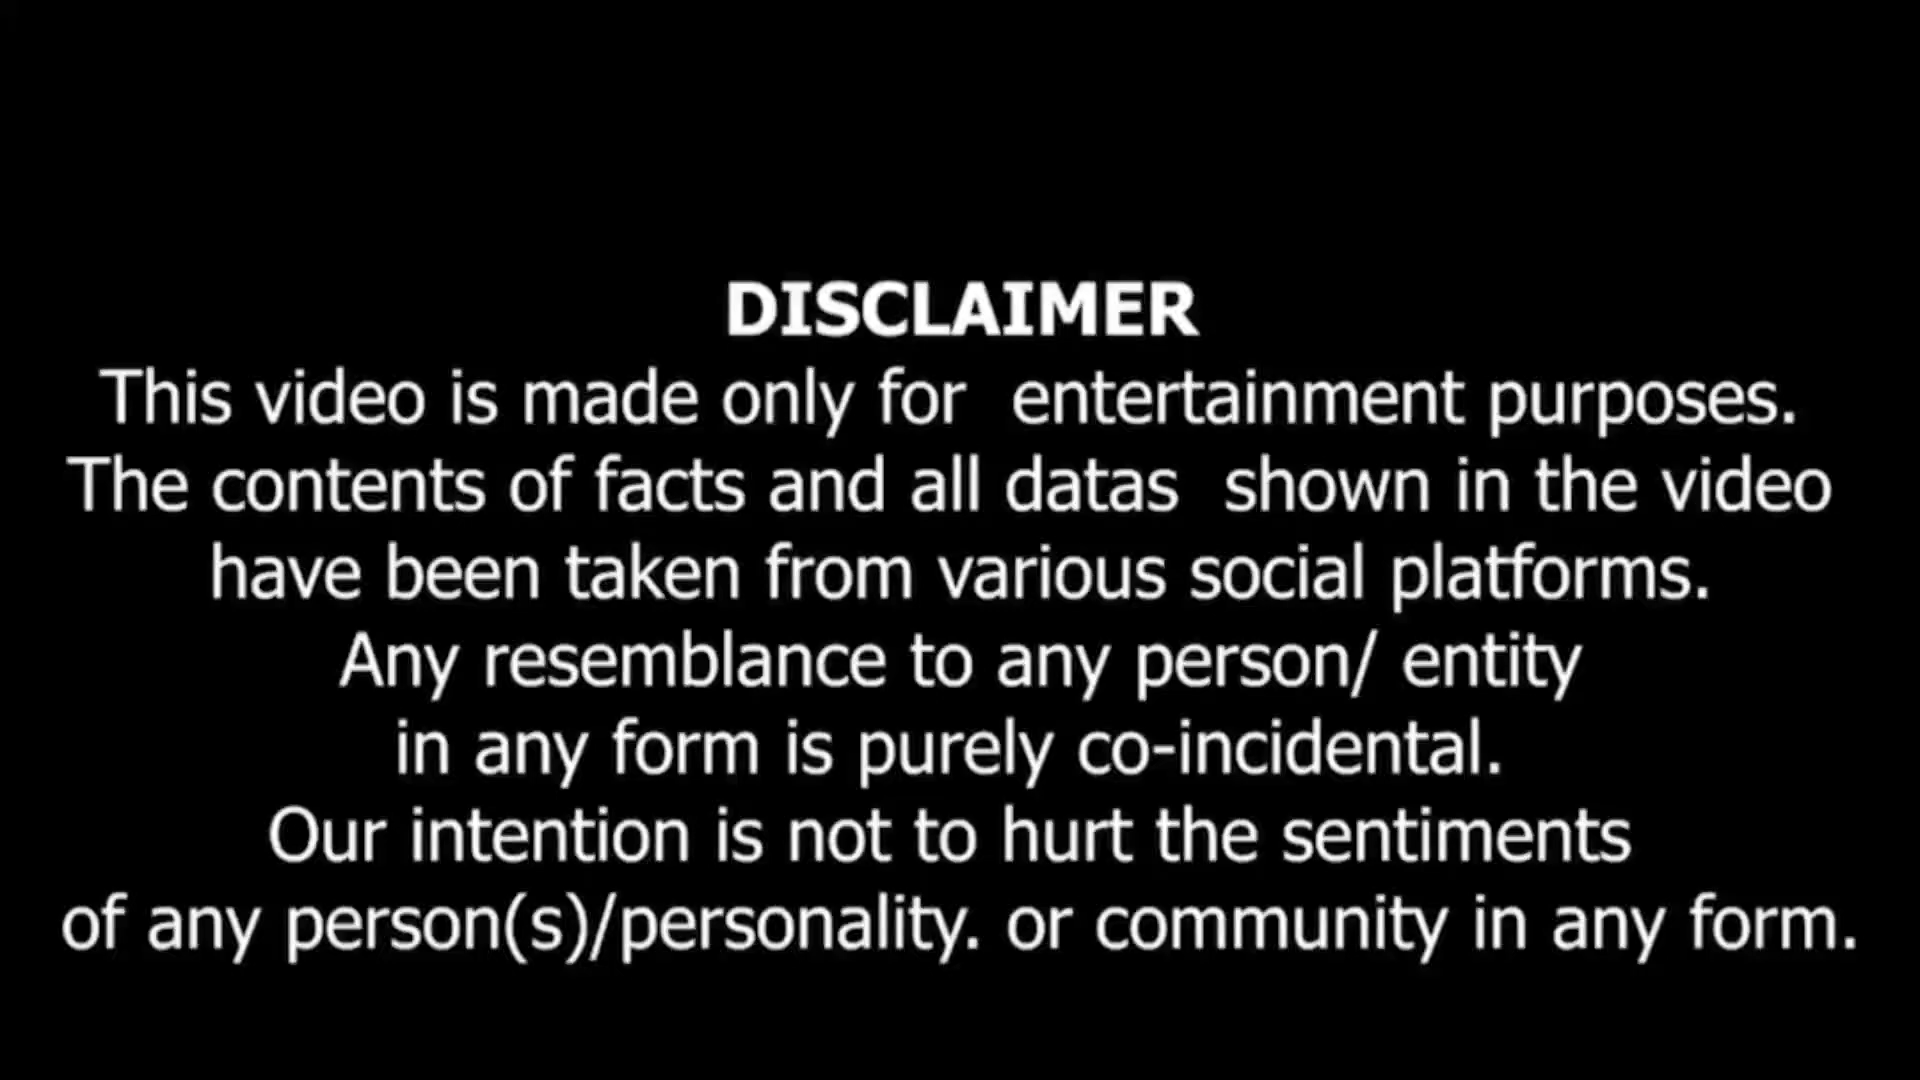 DISCLAIMER
This video is made only for entertainment purposes.
The contents of facts and all datas shown in the video
have been taken from various social platforms.
Any resemblance to any person/ entity
in any form is purely co-incidental.
Our intention is not to hurt the sentiments
of any person(s)/personality. or community in any form.